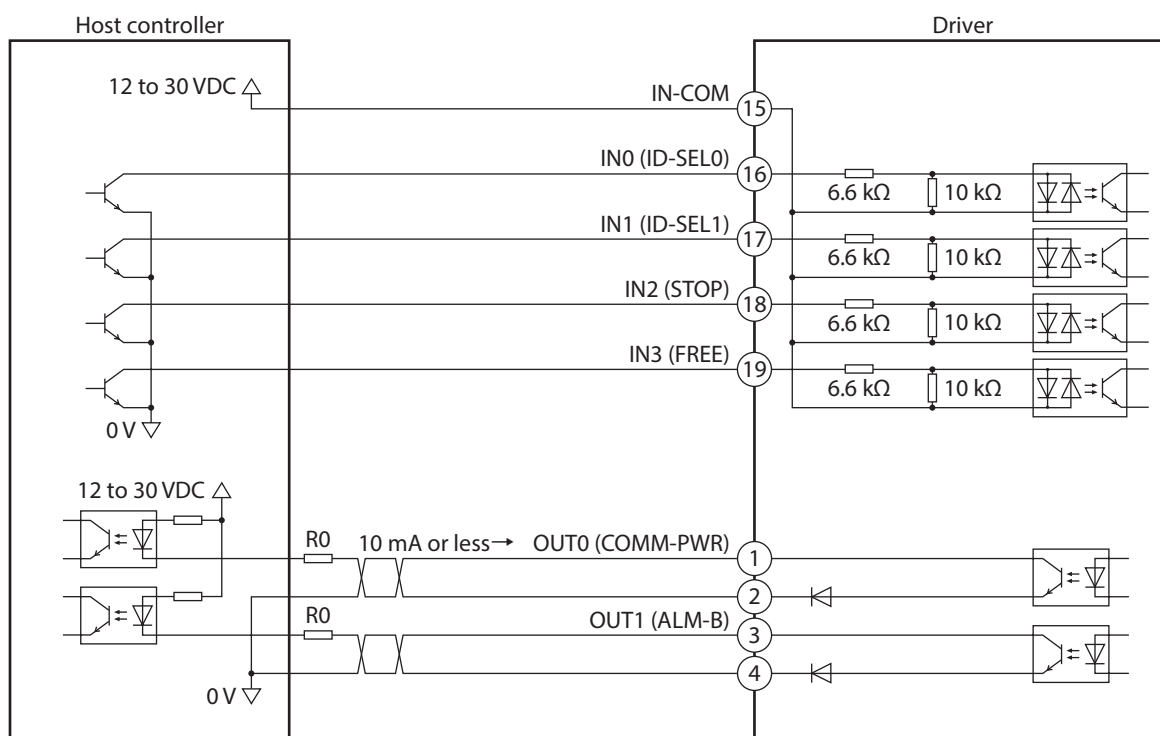 Host controller
Driver
12 to 30 VDC
IN-COM
15
IN0 (ID-SEL0)
16
6.6 kΩ
10 kΩ
IN1 (ID-SEL1)
17
6.6 kΩ
10 kΩ
IN2 (STOP)
18
6.6 kΩ
10 kΩ
IN3 (FREE)
19
6.6 kΩ
10 kΩ
0 V
12 to 30 VDC
R0
10 mA or less→
OUT0 (COMM-PWR)
1
2
R0
OUT1 (ALM-B)
3
4
0 V